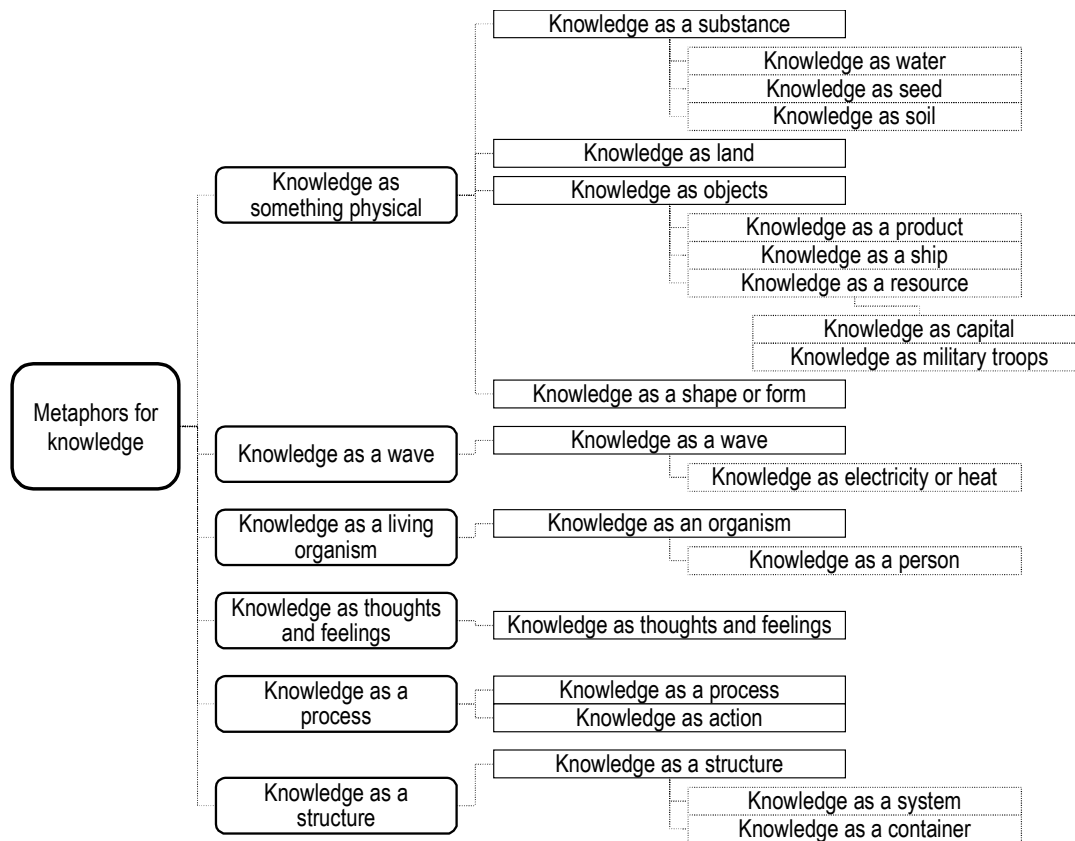 Metaphors for
knowledge
Knowledge as
something physical
Knowledge as a substance
Knowledge as water
Knowledge as seed
Knowledge as soil
Knowledge as land
Knowledge as objects
Knowledge as a product
Knowledge as a ship
Knowledge as a resource
Knowledge as capital
Knowledge as military troops
Knowledge as a shape or form
Knowledge as a wave
Knowledge as a wave
Knowledge as electricity or heat
Knowledge as a living
organism
Knowledge as an organism
Knowledge as a person
Knowledge as thoughts
and feelings
Knowledge as thoughts and feelings
Knowledge as a
process
Knowledge as a process
Knowledge as action
Knowledge as a
structure
Knowledge as a structure
Knowledge as a system
Knowledge as a container